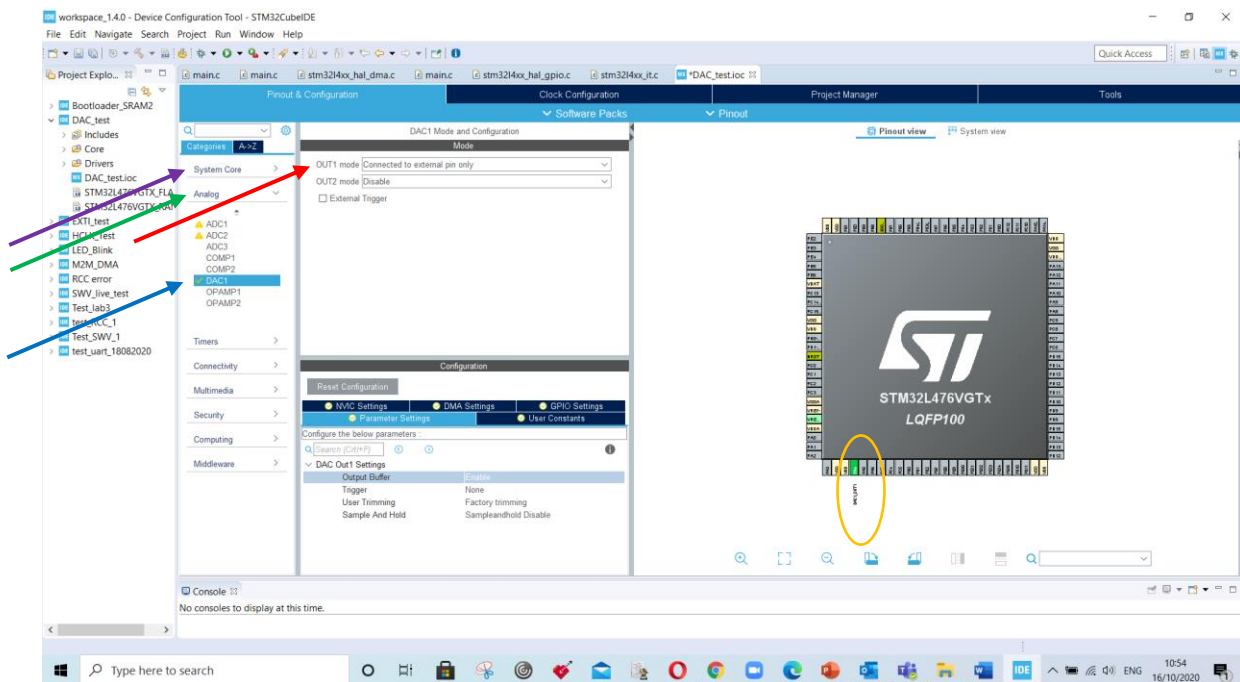 workspace_1.4.0 - Device Configuration Tool - STM32CubeIDE
File Edit Navigate Search Project Run Window Help
Quick Access
Project Explo...
main.c
main.c
stm32l4xx_hal_dma.c
main.c
stm32l4xx_hal_gpio.c
stm32l4xx_it.c
*DAC_test.ioc
Bootloader_SRAM2
DAC_test
Includes
Core
Drivers
DAC_test.ioc
STM32L476VGTX_FLA
EXTI_test
LED_Blink
M2M_DMA
RCC error
SWV_live_test
Test_lab3
test_RCC_1
Test_SWV_1
test_uart_18082020
Pinout & Configuration
Clock Configuration
Project Manager
Tools
Software Packs
Pinout
Categories
A->Z
System Core
Analog
ADC1
ADC2
ADC3
COMP1
COMP2
DAC1
OPAMP1
OPAMP2
Timers
Connectivity
Multimedia
Security
Computing
Middleware
DAC1 Mode and Configuration
Mode
OUT1 mode Connected to external pin only
OUT2 mode Disable
External Trigger
Configuration
Reset Configuration
NVIC Settings
DMA Settings
GPIO Settings
Parameter Settings
User Constants
Configure the below parameters :
Search (Ctrl+F)
DAC Out1 Settings
Output Buffer Enable
Trigger None
User Trimming Factory trimming
Sample And Hold Sampleandhold Disable
Pinout view
System view
STM32L476VGTx
LQFP100
Console
No consoles to display at this time.
Type here to search
IDE
ENG
10:54
16/10/2020